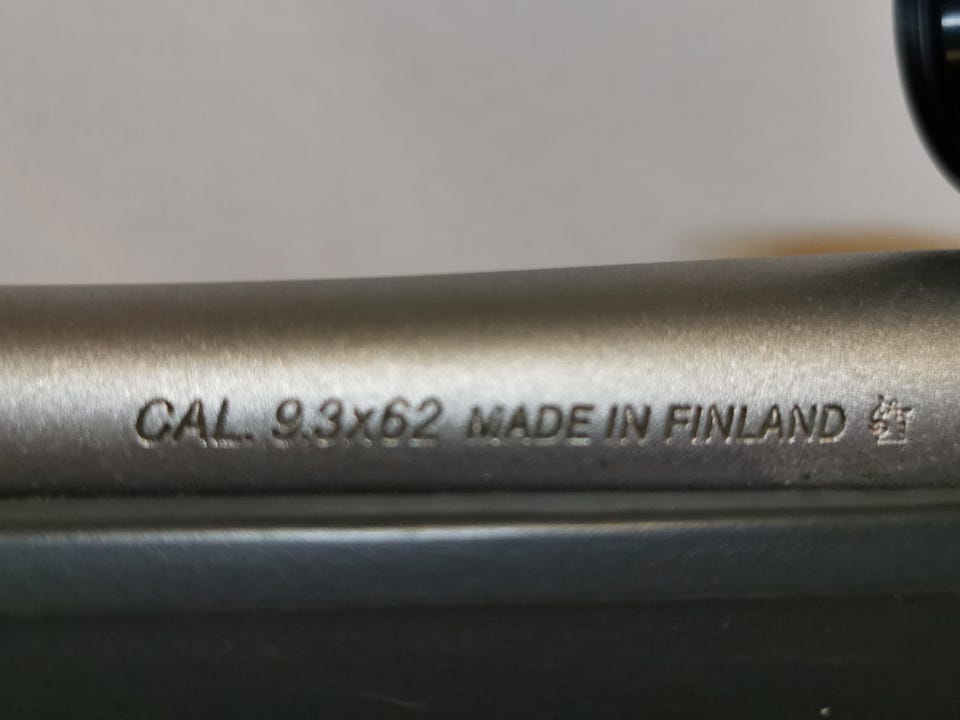 CAL. 9.3x62 MADE IN FINLAND